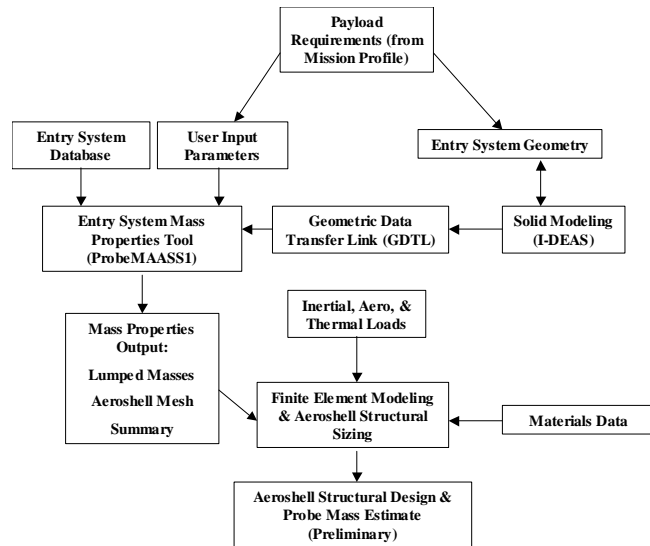 Payload
Requirements (from
Mission Profile)
Entry System
Database
User Input
Parameters
Entry System Geometry
Entry System Mass
Properties Tool
(ProbeMAASS1)
Geometric Data
Transfer Link (GDTL)
Solid Modeling
(I-DEAS)
Mass Properties
Output:
Lumped Masses
Aeroshell Mesh
Summary
Inertial, Aero, &
Thermal Loads
Finite Element Modeling
& Aeroshell Structural
Sizing
Materials Data
Aeroshell Structural Design &
Probe Mass Estimate
(Preliminary)